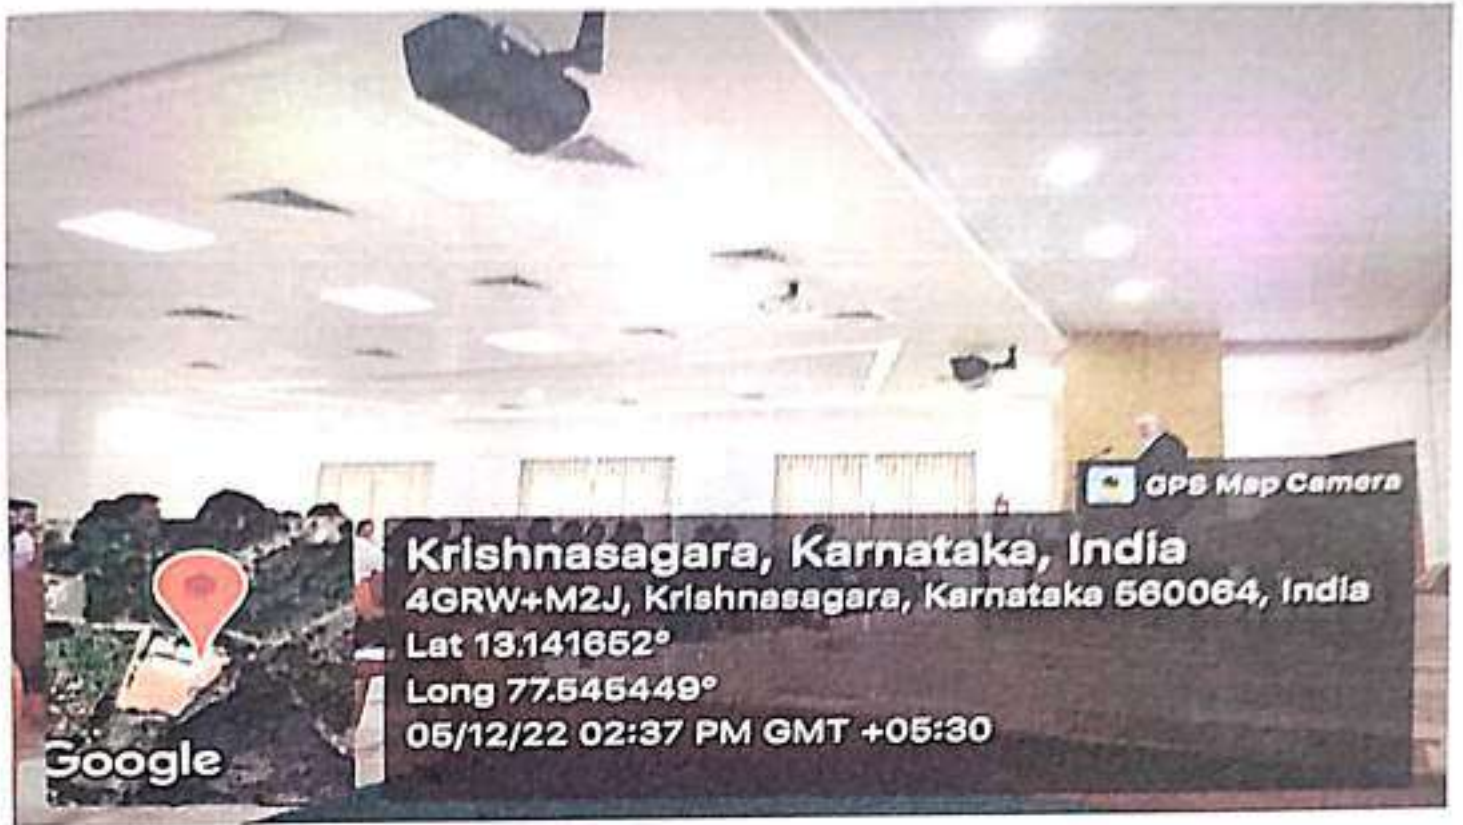 GPS Map Camera
Krishnasagara, Karnataka, India
4GRW+M2J, Krishnasagara, Karnataka 560064, India
Lat 13.141652°
Long 77.545449°
05/12/22 02:37 PM GMT +05:30
Google